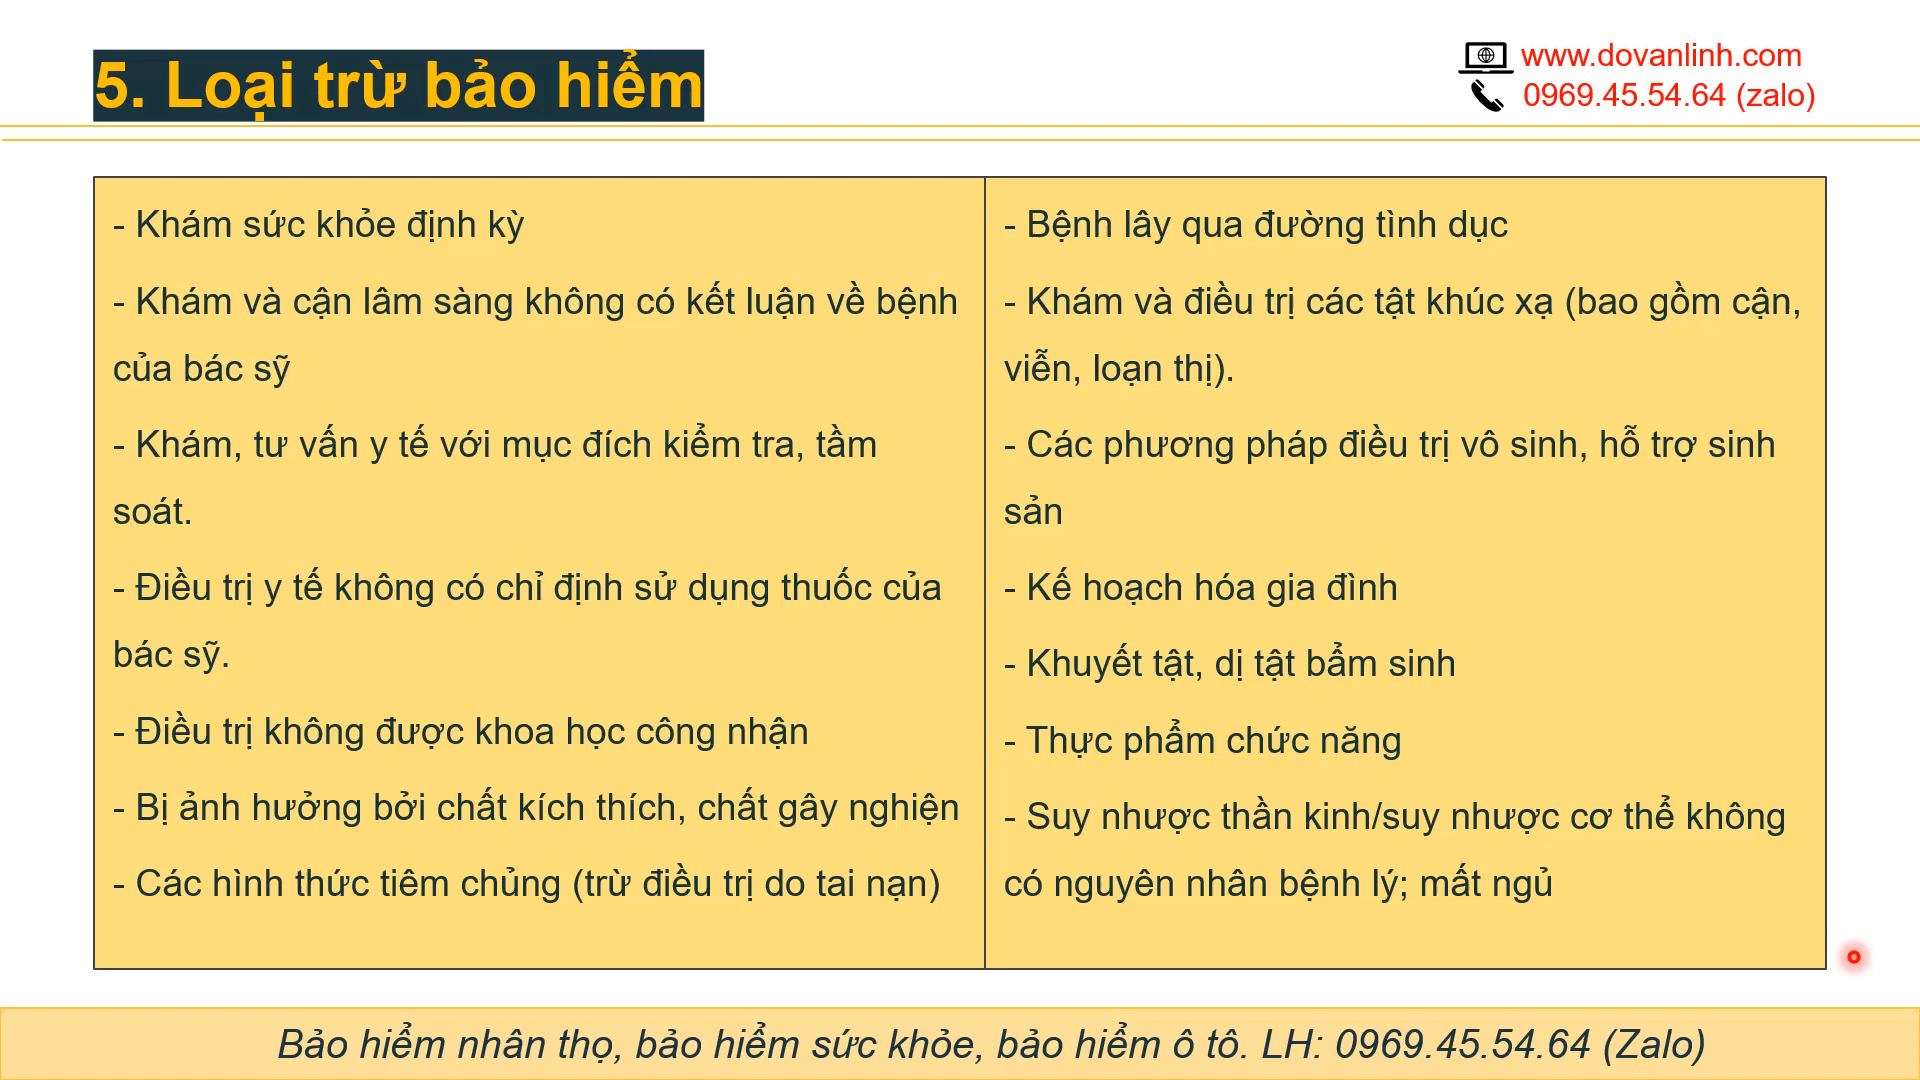 5. Loại trừ bảo hiểm
www.dovanlinh.com
0969.45.54.64 (zalo)
- Khám sức khỏe định kỳ
- Khám và cận lâm sàng không có kết luận về bệnh
của bác sỹ
- Khám, tư vấn y tế với mục đích kiểm tra, tầm
soát.
- Điều trị y tế không có chỉ định sử dụng thuốc của
bác sỹ.
- Điều trị không được khoa học công nhận
- Bị ảnh hưởng bởi chất kích thích, chất gây nghiện
- Các hình thức tiêm chủng (trừ điều trị do tai nạn)
- Bệnh lây qua đường tình dục
- Khám và điều trị các tật khúc xạ (bao gồm cận,
viễn, loạn thị).
- Các phương pháp điều trị vô sinh, hỗ trợ sinh
sản
- Kế hoạch hóa gia đình
- Khuyết tật, dị tật bẩm sinh
- Thực phẩm chức năng
- Suy nhược thần kinh/suy nhược cơ thể không
có nguyên nhân bệnh lý; mất ngủ
Bảo hiểm nhân thọ, bảo hiểm sức khỏe, bảo hiểm ô tô. LH: 0969.45.54.64 (Zalo)